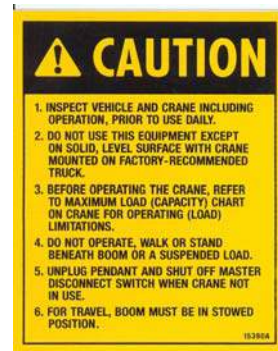 CAUTION
1. INSPECT VEHICLE AND CRANE INCLUDING
OPERATION, PRIOR TO USE DAILY.
2. DO NOT USE THIS EQUIPMENT EXCEPT
ON SOLID, LEVEL SURFACE WITH CRANE
MOUNTED ON FACTORY-RECOMMENDED
TRUCK.
3. BEFORE OPERATING THE CRANE, REFER
TO MAXIMUM LOAD (CAPACITY) CHART
ON CRANE FOR OPERATING (LOAD)
LIMITATIONS.
4. DO NOT OPERATE, WALK OR STAND
BENEATH BOOM OR A SUSPENDED LOAD.
5. UNPLUG PENDANT AND SHUT OFF MASTER
DISCONNECT SWITCH WHEN CRANE NOT
IN USE.
6. FOR TRAVEL, BOOM MUST BE IN STOWED
POSITION.
15390A